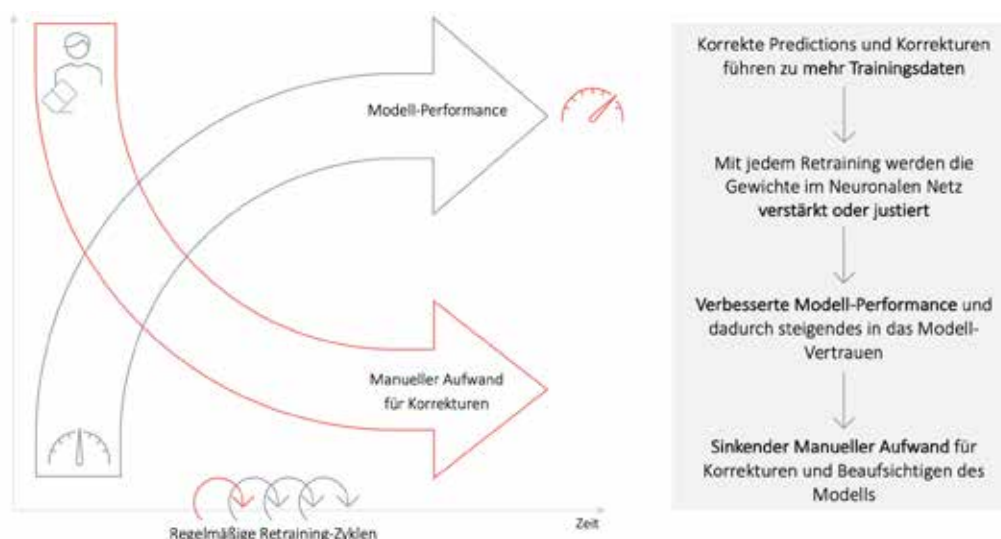 Modell-Performance
Manueller Aufwand
für Korrekturen
Regelmäßige Retraining-Zyklen
Zeit
Korrekte Predictions und Korrekturen
führen zu mehr Trainingsdaten
Mit jedem Retraining werden die
Gewichte im Neuronalen Netz
verstärkt oder justiert
Verbesserte Modell-Performance und
dadurch steigendes in das Modell-
Vertrauen
Sinkender Manueller Aufwand für
Korrekturen und Beaufsichtigen des
Modells